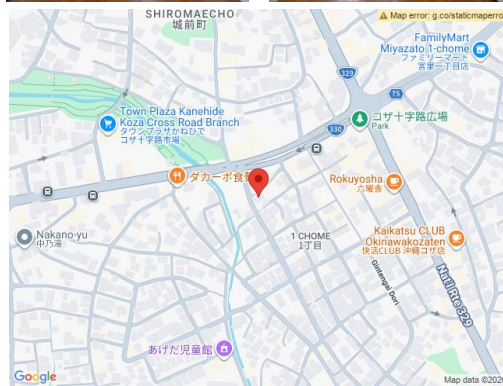 SHIROMAECHO
城前町
Map error: g.co/staticmaperro
FamilyMart
Miyazato 1-chome
ファミリーマート
宮里一丁目店
329
75
Town Plaza Kanehide
Koza Cross Road Branch
タウンプラザかねひで
コザ十字路市場
330
コザ十字路広場
Park
ダカーポ食
Rokuyosha
六曜舎
Nakano-yu
中乃湯
1 CHOME
1丁目
Kaikatsu CLUB
Okinawakozaten
快活CLUB 沖縄コザ店
Gintengai Dori
Nat'l Rte 329
あげだ児童館
Google
Map data ©202